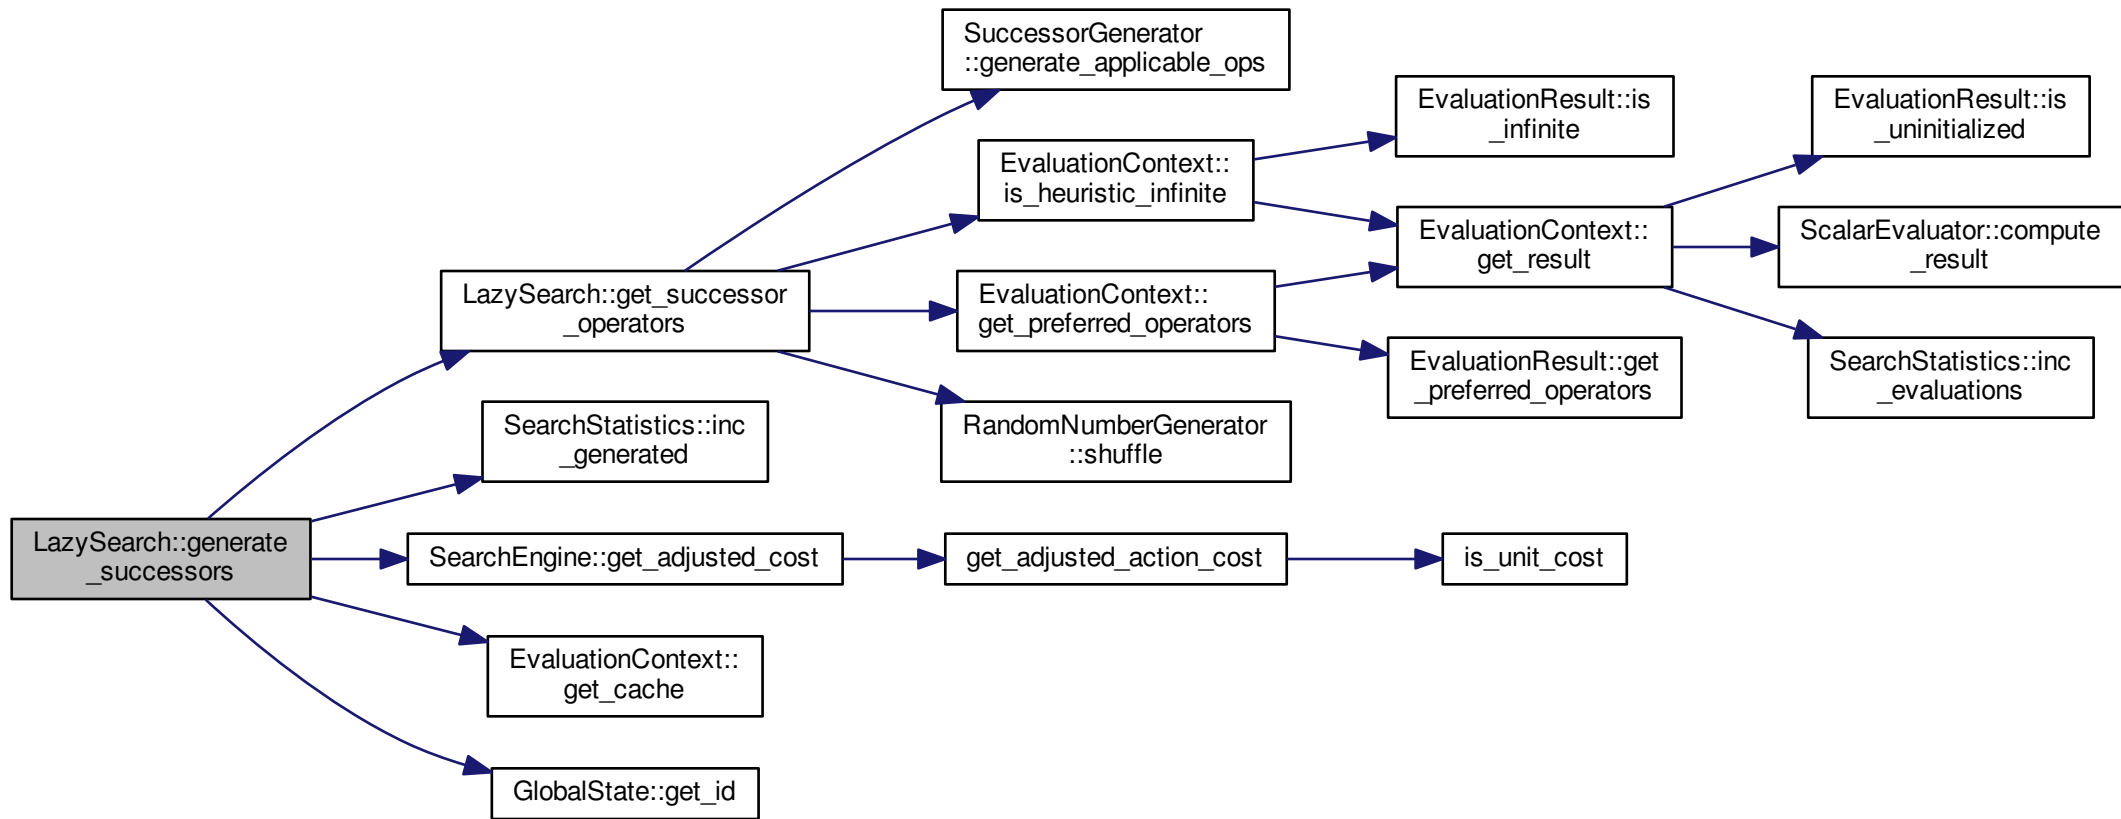 SuccessorGenerator
::generate_applicable_ops
EvaluationResult::is
_infinite
EvaluationResult::is
_uninitialized
EvaluationContext::
is_heuristic_infinite
EvaluationContext::
get_result
ScalarEvaluator::compute
_result
LazySearch::get_successor
_operators
EvaluationContext::
get_preferred_operators
EvaluationResult::get
_preferred_operators
SearchStatistics::inc
_evaluations
SearchStatistics::inc
_generated
RandomNumberGenerator
::shuffle
LazySearch::generate
_successors
SearchEngine::get_adjusted_cost
get_adjusted_action_cost
is_unit_cost
EvaluationContext::
get_cache
GlobalState::get_id